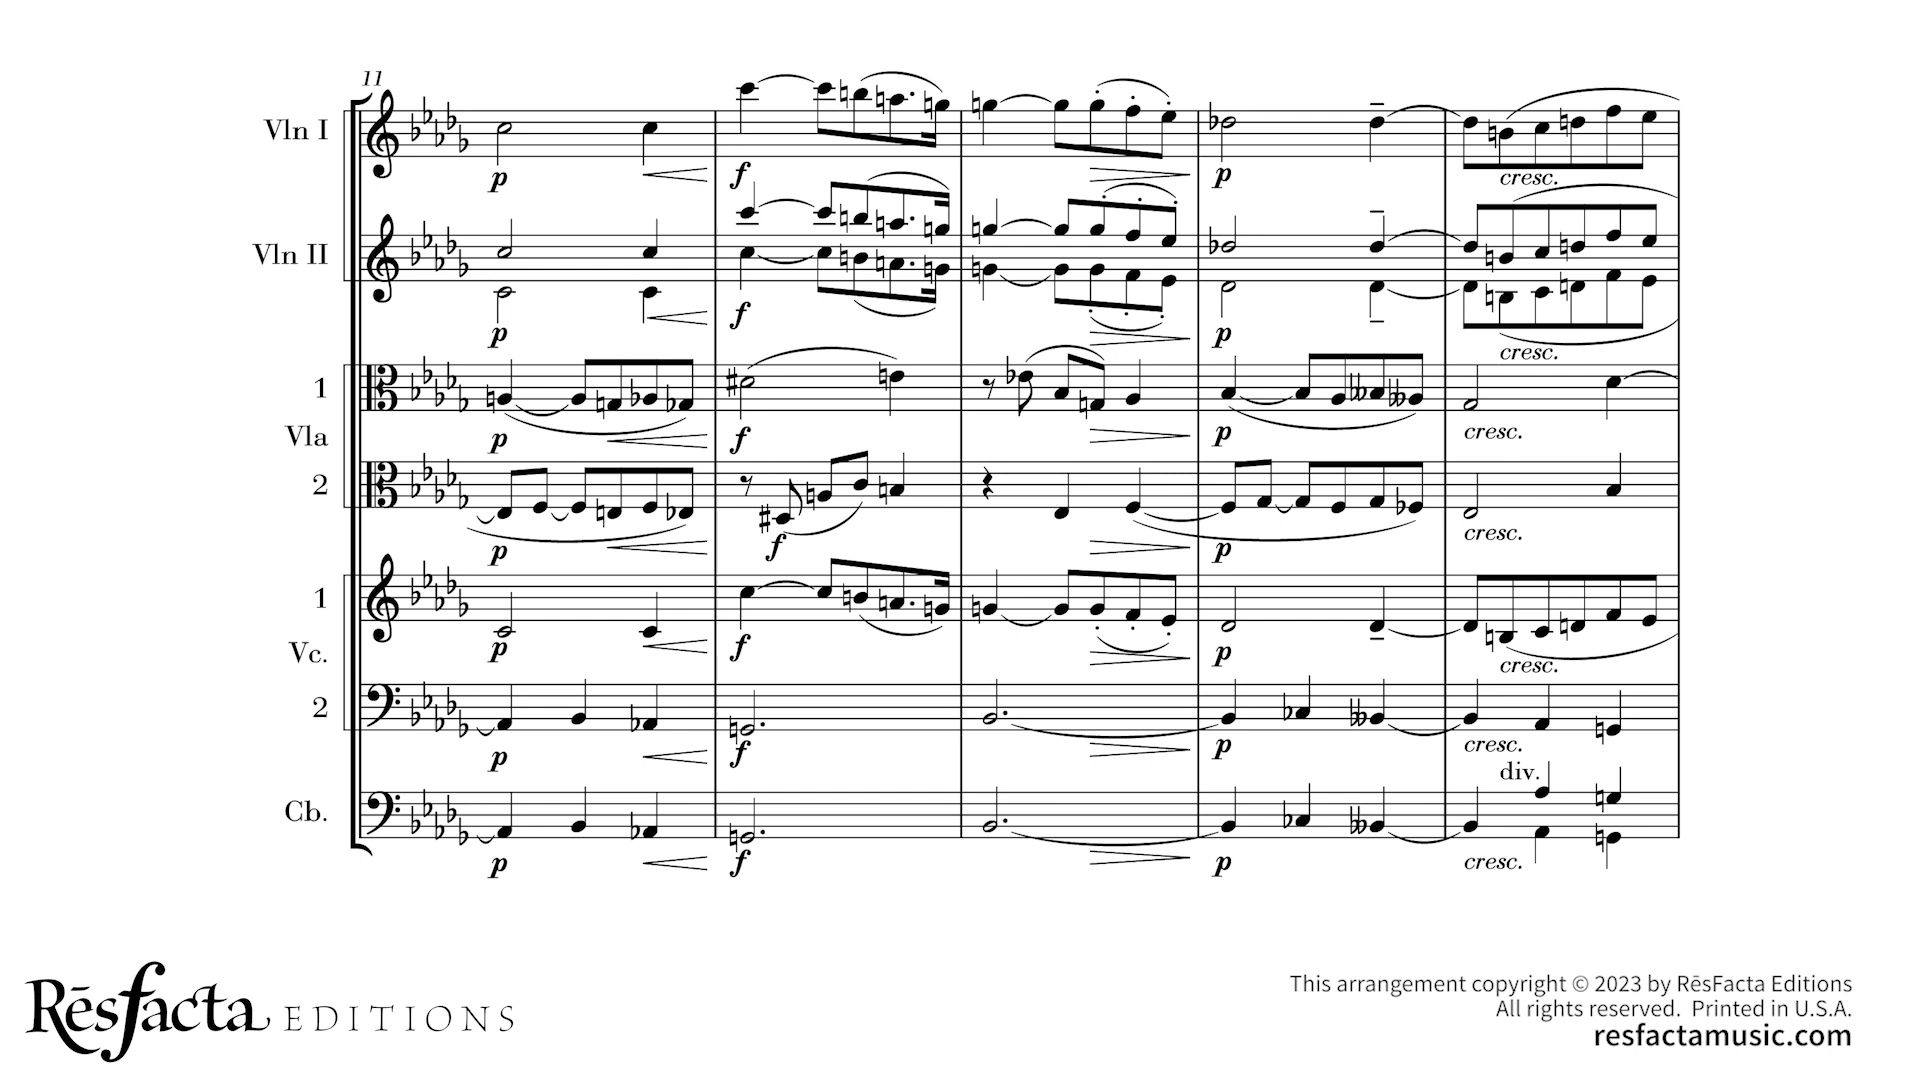 11
Vln I
p
f
p
cresc.
Vln II
p
f
p
cresc.
1
p
f
p
cresc.
Vla
2
p
f
p
cresc.
1
p
f
p
cresc.
Vc.
2
p
f
p
cresc.
div.
Cb.
p
f
p
cresc.
RēsFacta EDITIONS
This arrangement copyright © 2023 by RēsFacta Editions
All rights reserved. Printed in U.S.A.
resfactamusic.com